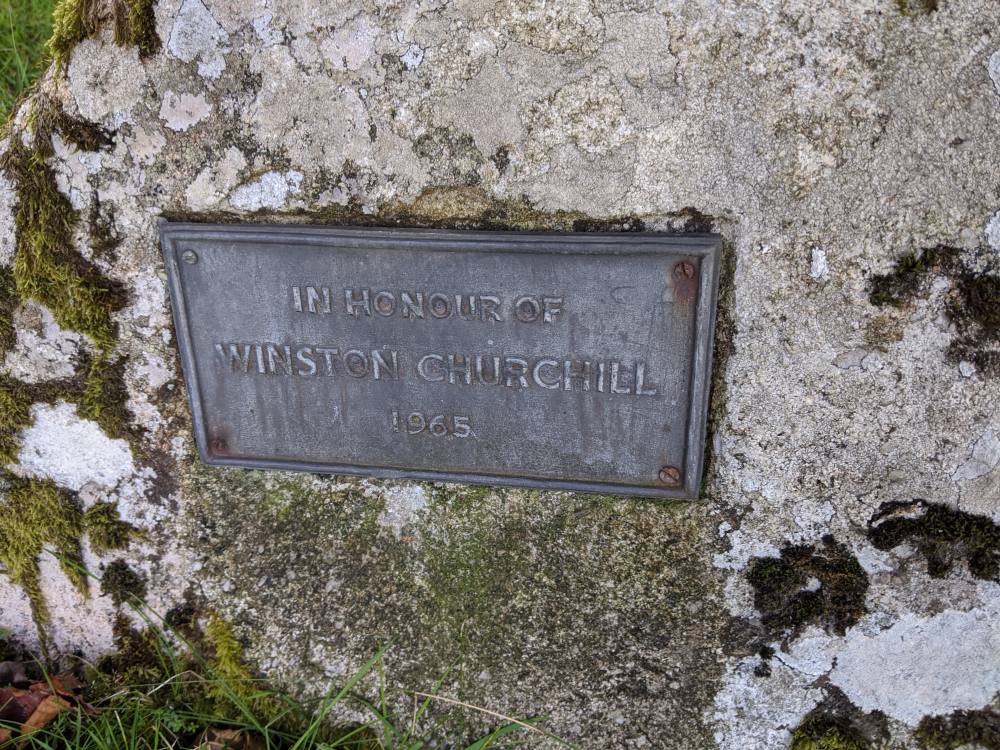 IN HONOUR OF
WINSTON CHURCHILL
1965